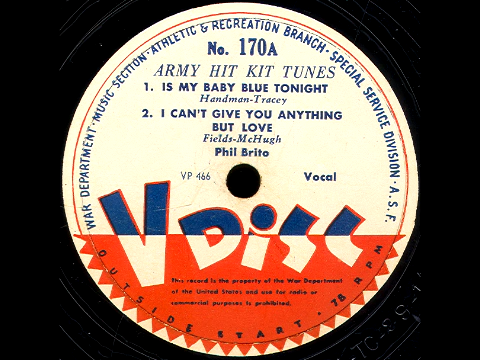 WAR DEPARTMENT · MUSIC SECTION · ATHLETIC & RECREATION BRANCH · SPECIAL SERVICE DIVISION · A.S.F.
No. 170A
ARMY HIT KIT TUNES
1. IS MY BABY BLUE TONIGHT
Handman-Tracey
2. I CAN'T GIVE YOU ANYTHING
BUT LOVE
Fields-McHugh
Phil Brito
VP 466 Vocal
V DISC
This record is the property of the War Department
of the United States and use for radio or
commercial purposes is prohibited.
OUTSIDE START · 78 RPM